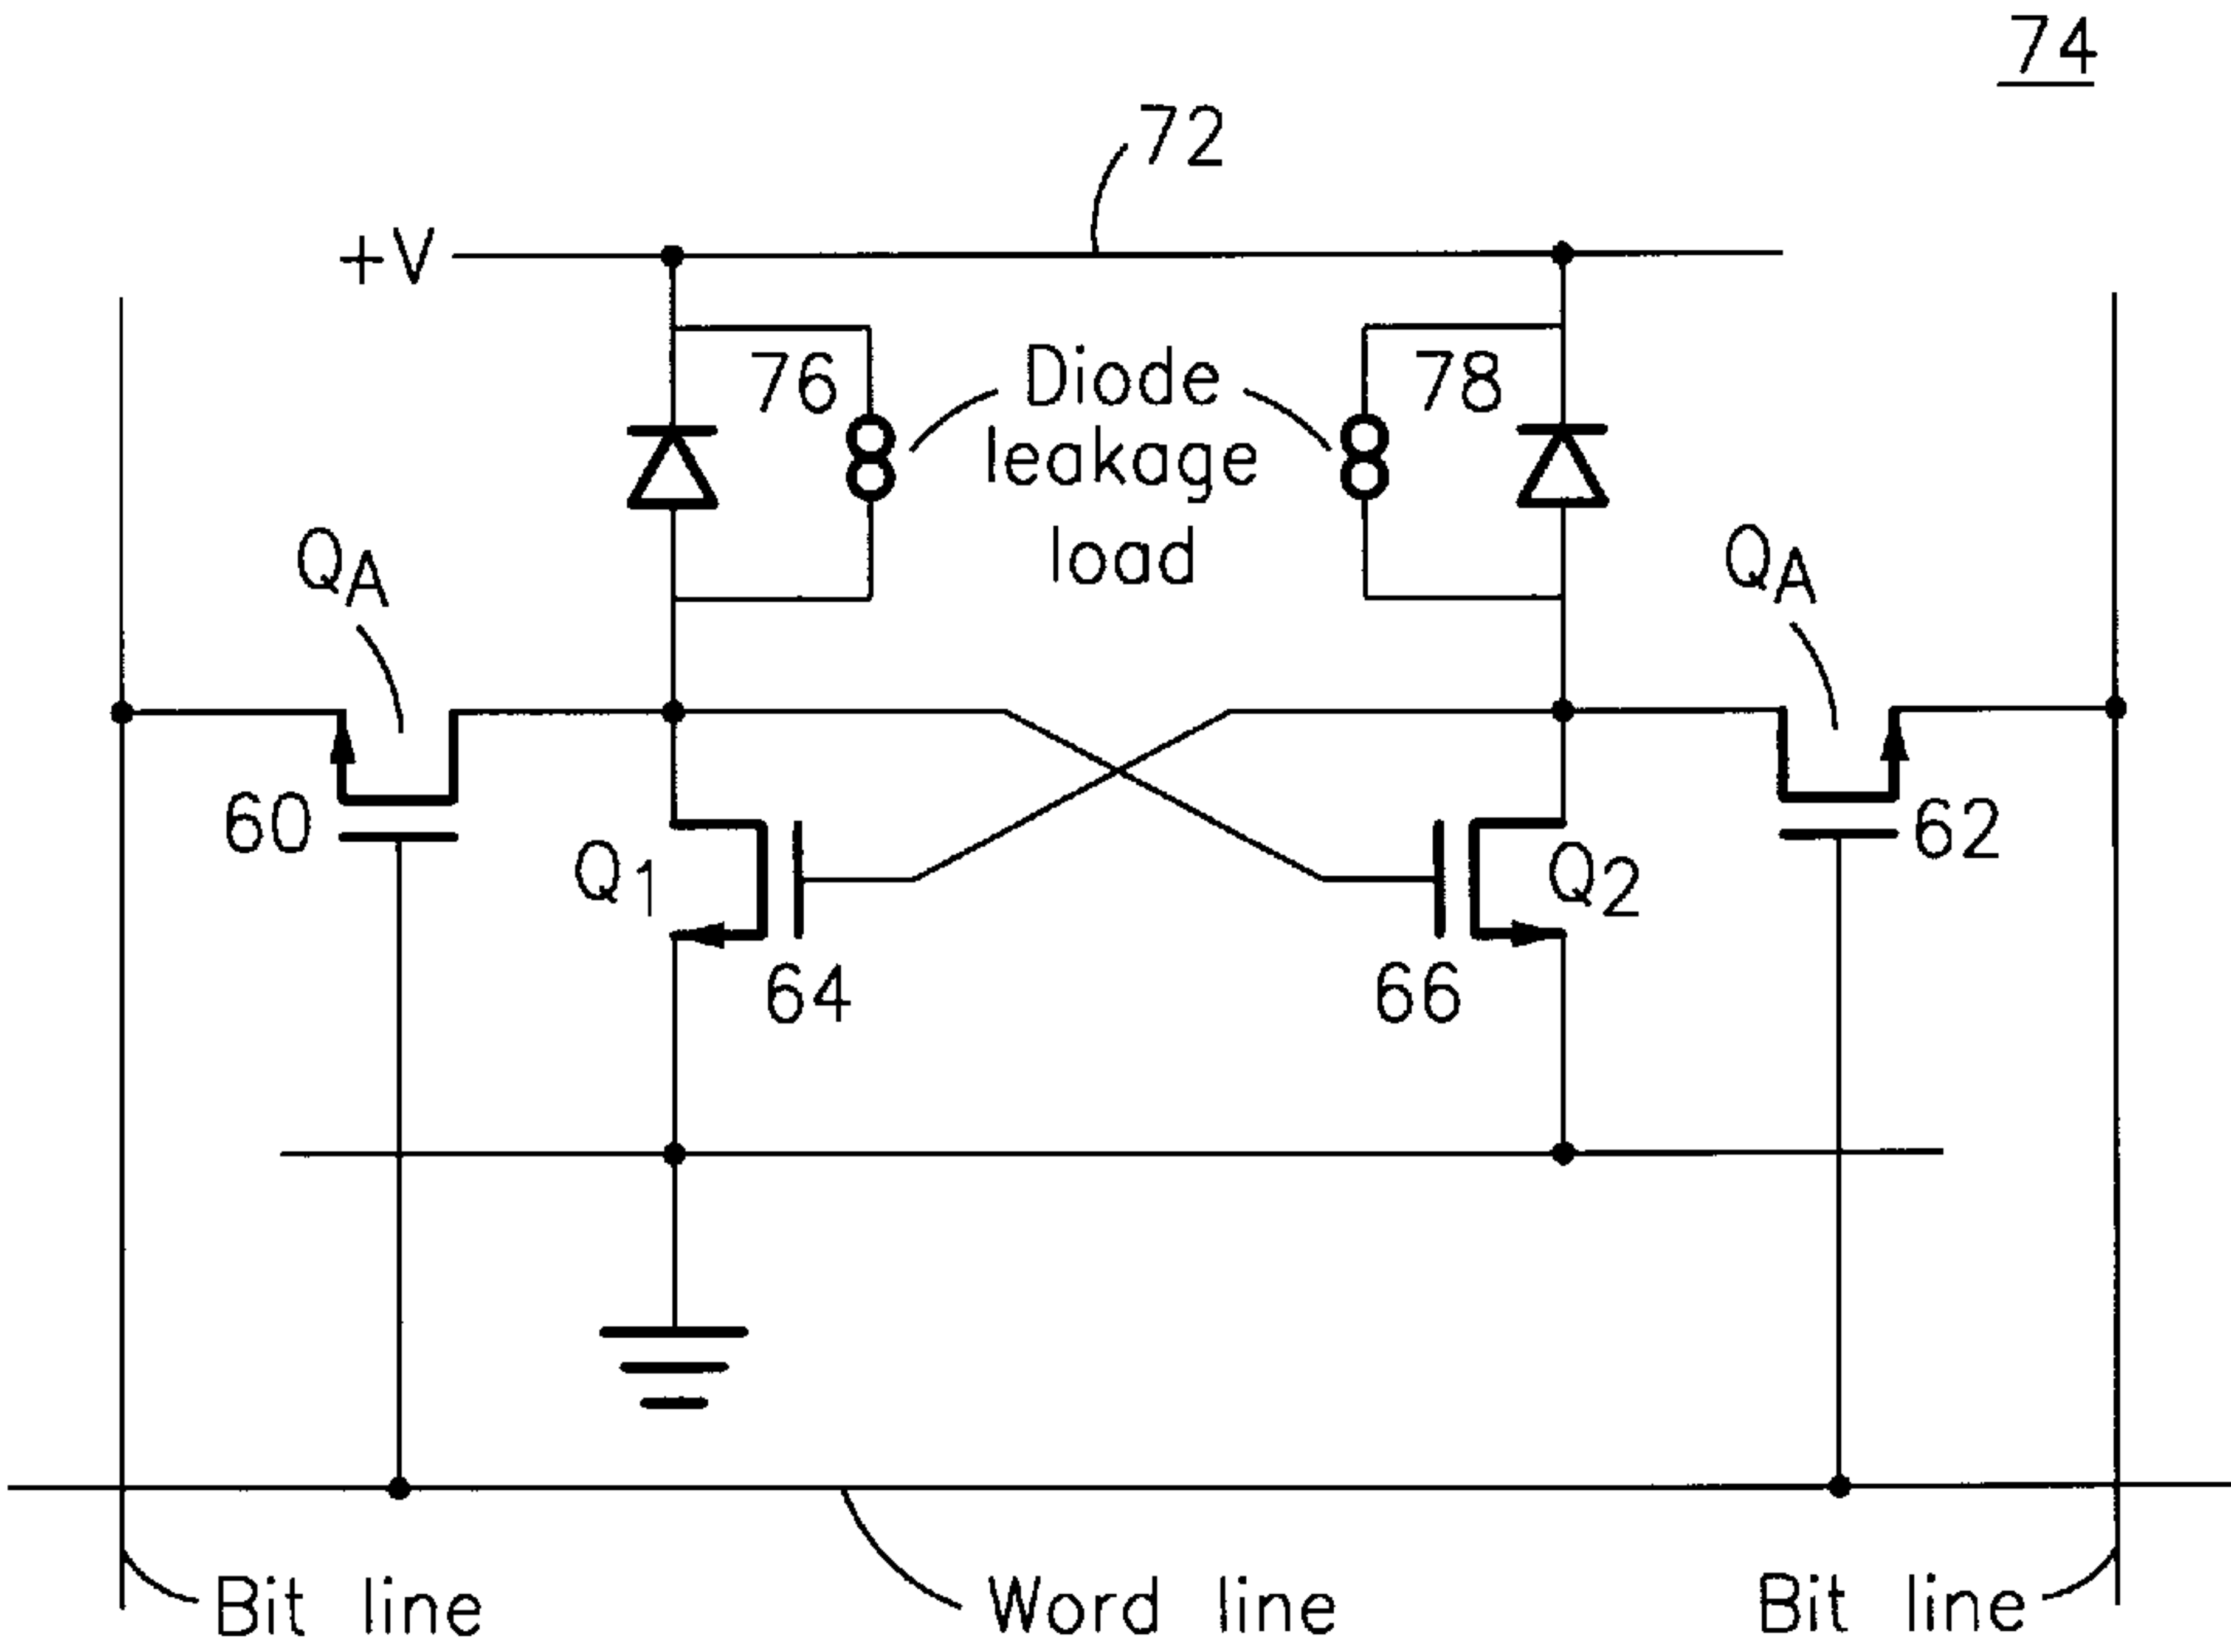 74
72
+V
76
Diode
leakage
load
78
QA
QA
60
62
Q1
Q2
64
66
Bit line
Word line
Bit line